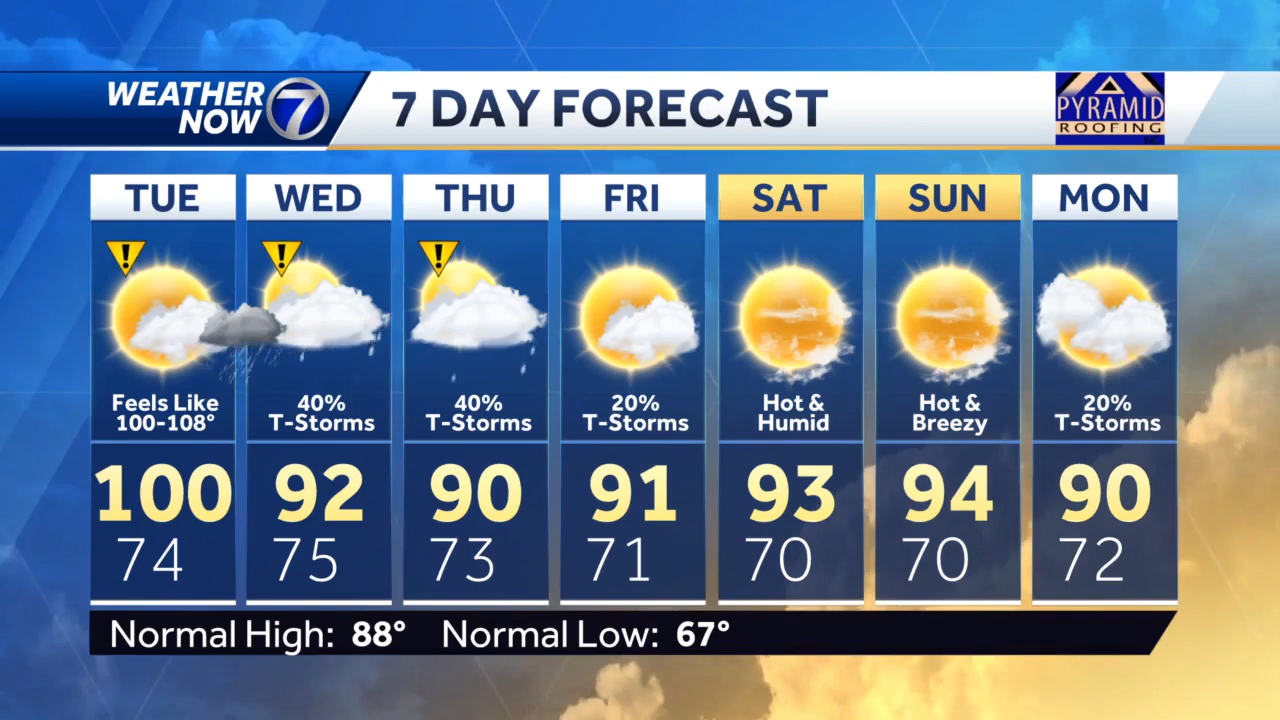 WEATHER
NOW 7
7 DAY FORECAST
PYRAMID
ROOFING
TUE WED THU FRI SAT SUN MON
! ! !
Feels Like 40% 40% 20% Hot & Hot & 20%
100-108° T-Storms T-Storms T-Storms Humid Breezy T-Storms
100 92 90 91 93 94 90
74 75 73 71 70 70 72
Normal High: 88° Normal Low: 67°